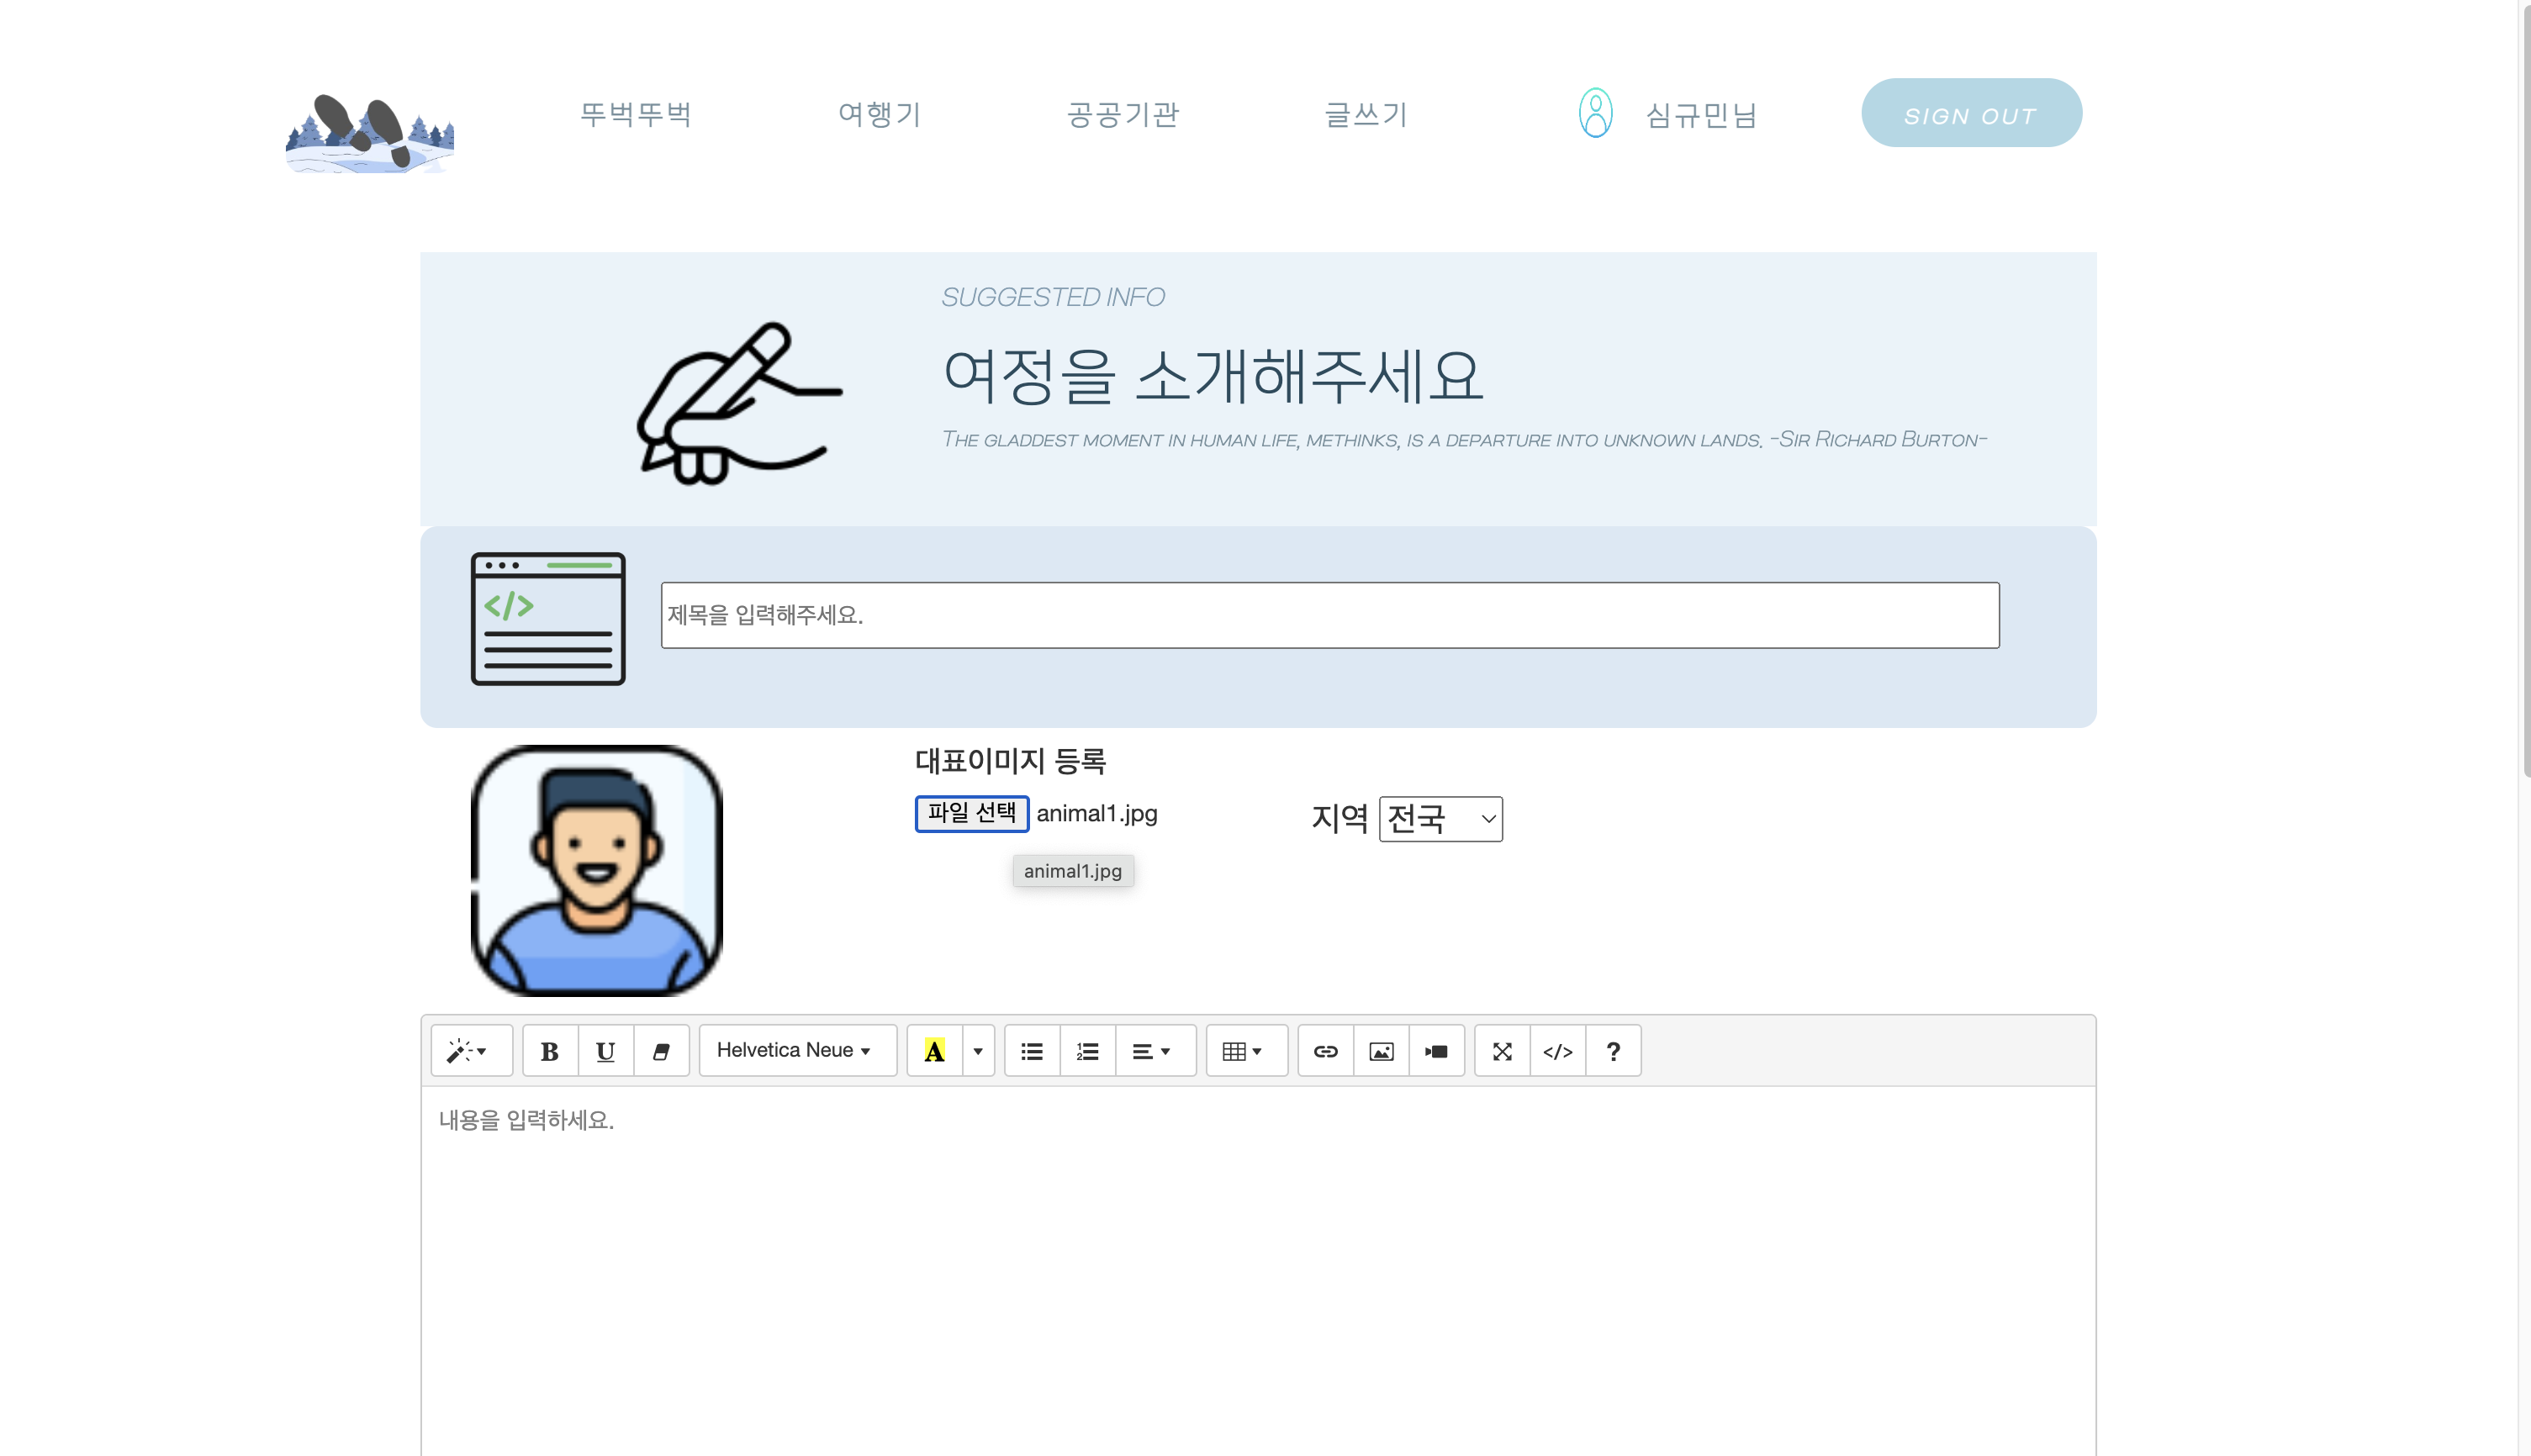 뚜벅뚜벅 여행기 공공기관 글쓰기 심규민님 SIGN OUT
SUGGESTED INFO
여정을 소개해주세요
The gladdest moment in human life, methinks, is a departure into unknown lands. -Sir Richard Burton-
</>
제목을 입력해주세요.
대표이미지 등록
파일 선택 animal1.jpg 지역 전국
animal1.jpg
B U Helvetica Neue A </> ?
내용을 입력하세요.